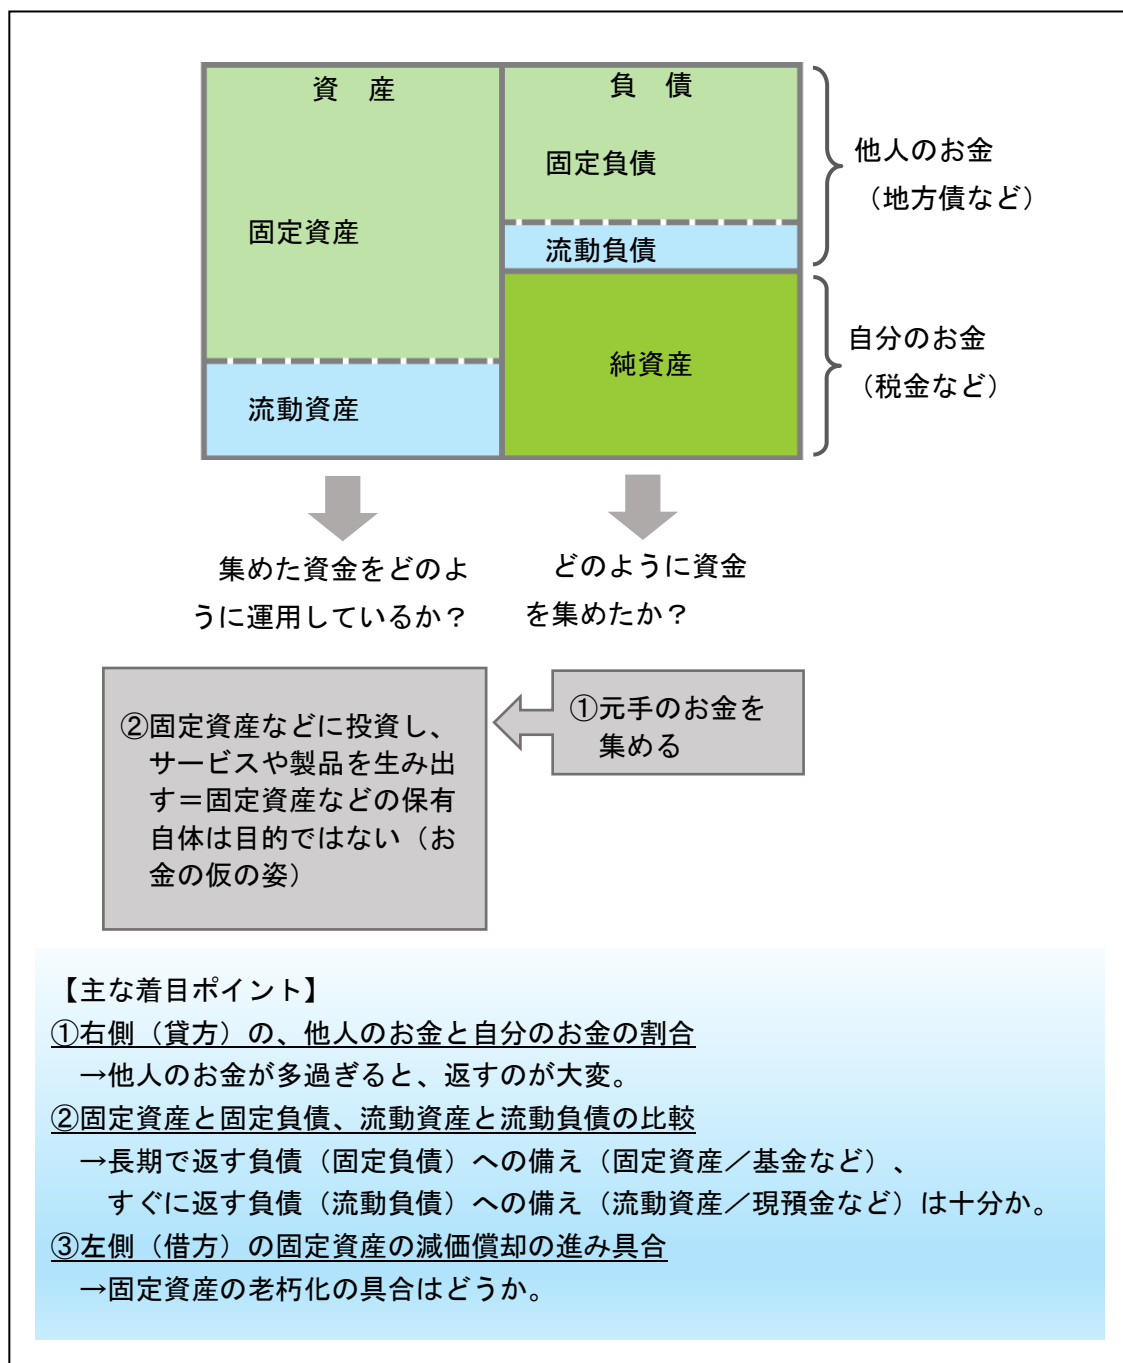 資　産
負　債
固定負債
他人のお金
（地方債など）
固定資産
流動負債
自分のお金
（税金など）
純資産
流動資産
集めた資金をどのよ
うに運用しているか？
どのように資金
を集めたか？
①元手のお金を
集める
②固定資産などに投資し、
サービスや製品を生み出
す＝固定資産などの保有
自体は目的ではない（お
金の仮の姿）
【主な着目ポイント】
①右側（貸方）の、他人のお金と自分のお金の割合
→他人のお金が多過ぎると、返すのが大変。
②固定資産と固定負債、流動資産と流動負債の比較
→長期で返す負債（固定負債）への備え（固定資産／基金など）、
すぐに返す負債（流動負債）への備え（流動資産／現預金など）は十分か。
③左側（借方）の固定資産の減価償却の進み具合
→固定資産の老朽化の具合はどうか。